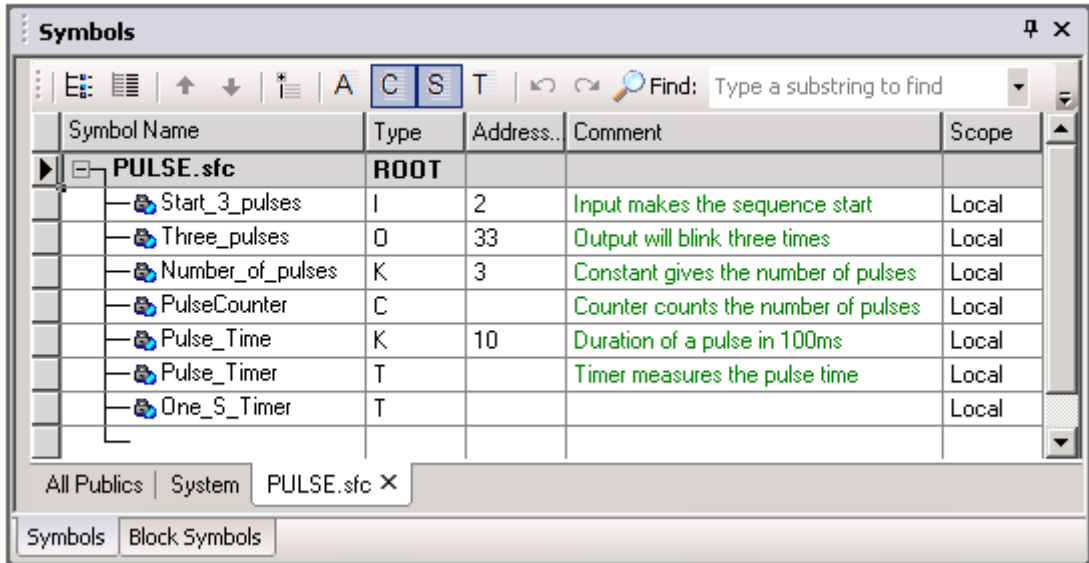 Symbols
A C S T Find: Type a substring to find
Symbol Name Type Address... Comment Scope
PULSE.sfc ROOT
Start_3_pulses I 2 Input makes the sequence start Local
Three_pulses O 33 Output will blink three times Local
Number_of_pulses K 3 Constant gives the number of pulses Local
PulseCounter C Counter counts the number of pulses Local
Pulse_Time K 10 Duration of a pulse in 100ms Local
Pulse_Timer T Timer measures the pulse time Local
One_S_Timer T Local
All Publics System PULSE.sfc
Symbols Block Symbols